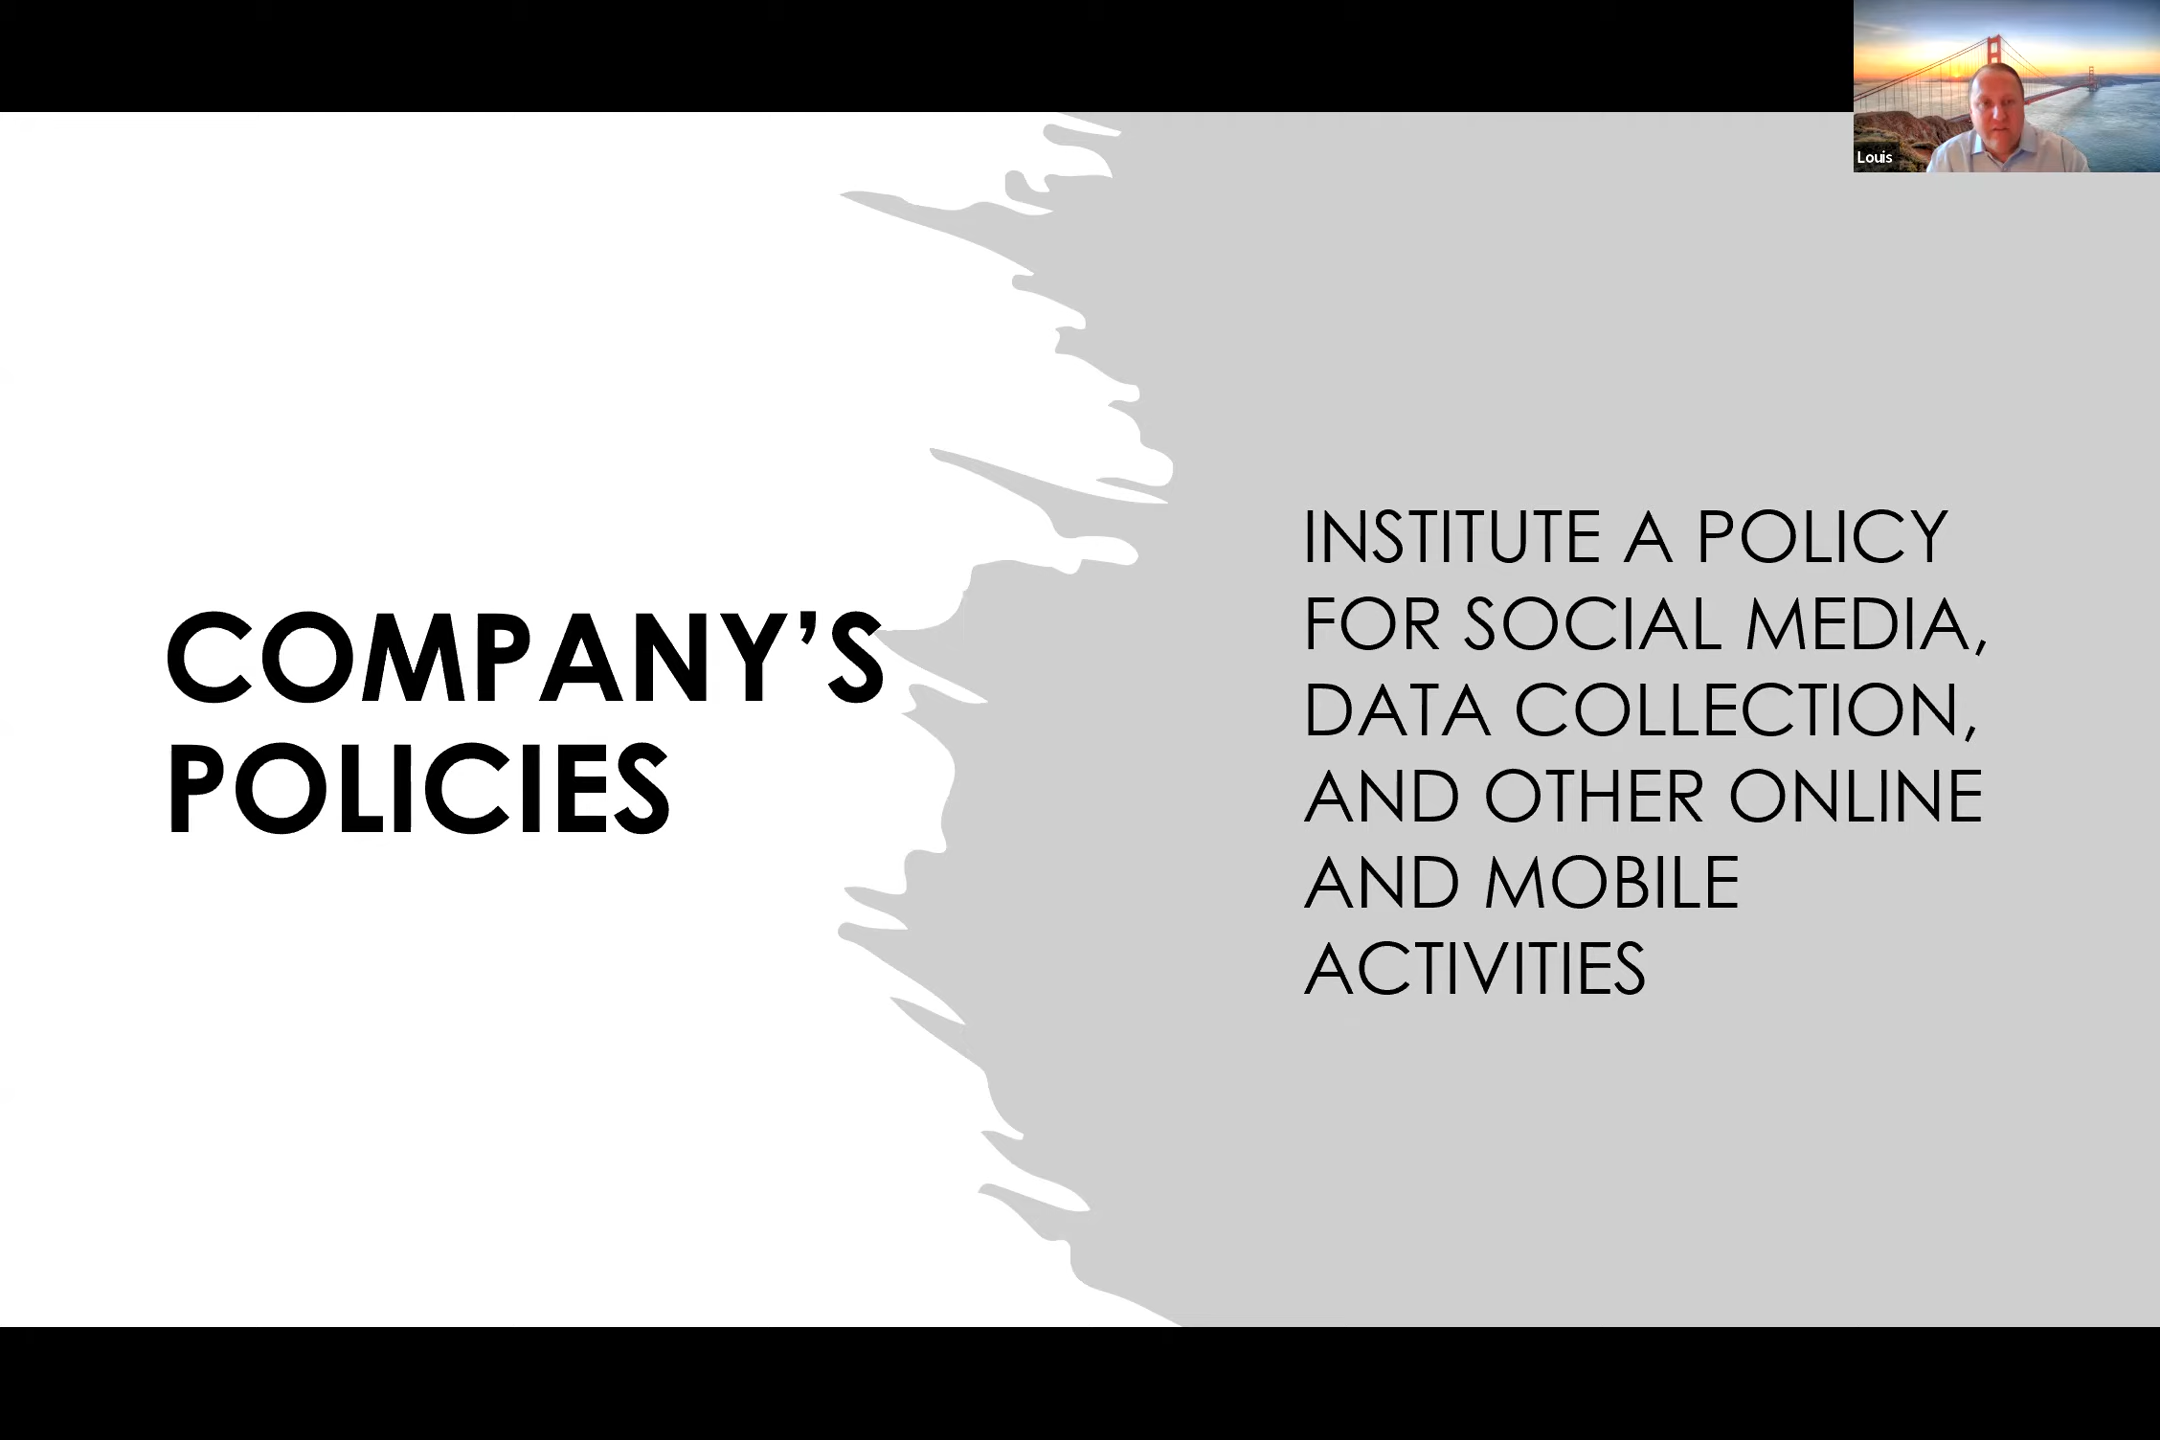 Louis
COMPANY’S
POLICIES
INSTITUTE A POLICY
FOR SOCIAL MEDIA,
DATA COLLECTION,
AND OTHER ONLINE
AND MOBILE
ACTIVITIES